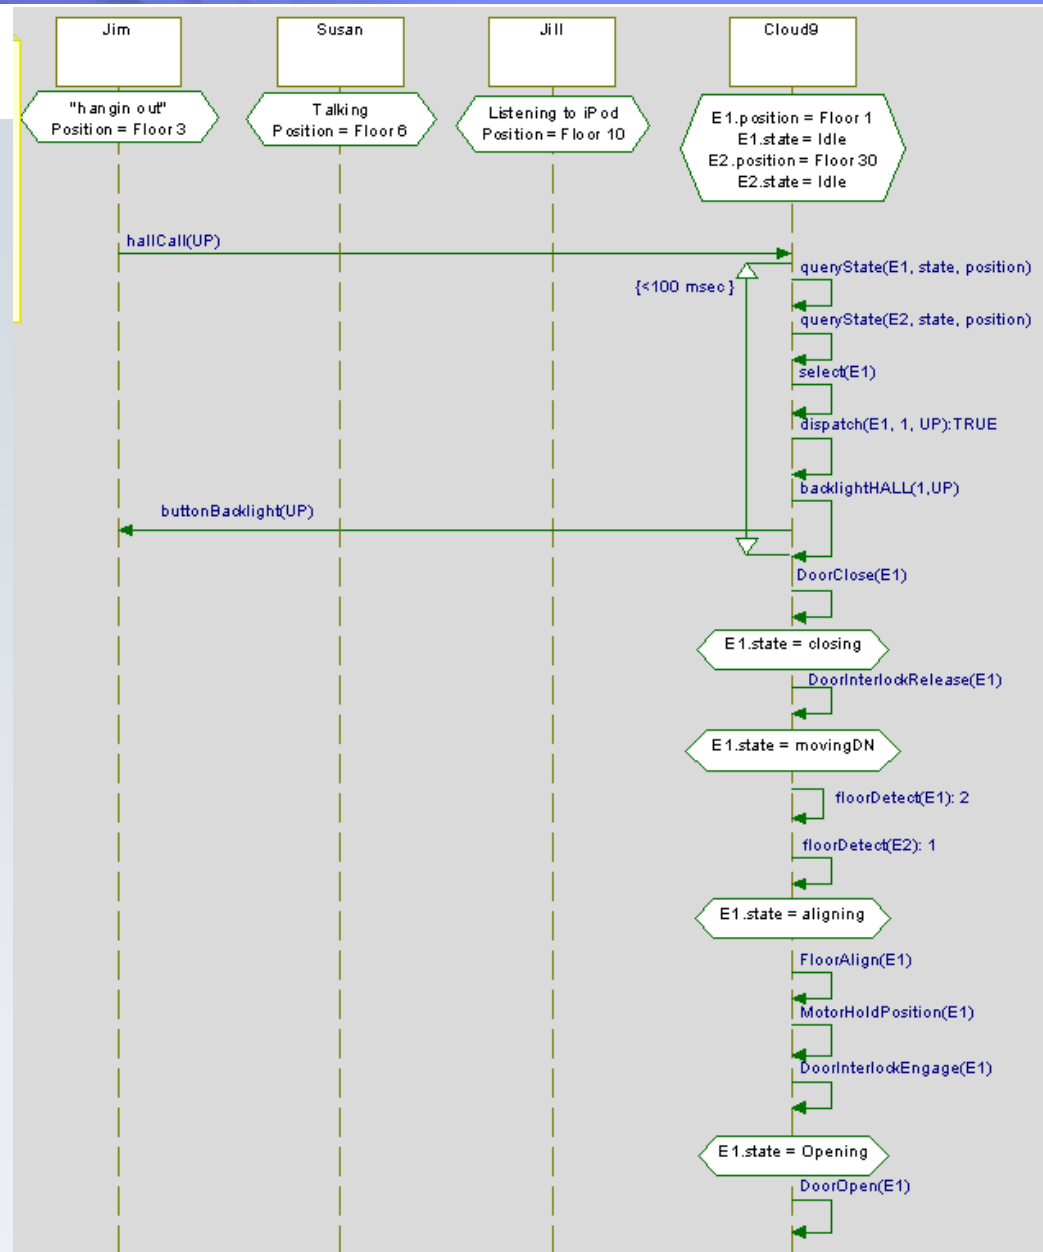 Jim
Susan
Jill
Cloud9
"hangin out"
Position = Floor 3
Talking
Position = Floor 6
Listening to iPod
Position = Floor 10
E1.position = Floor 1
E1.state = Idle
E2.position = Floor 30
E2.state = Idle
hallCall(UP)
queryState(E1, state, position)
{<100 msec}
queryState(E2, state, position)
select(E1)
dispatch(E1, 1, UP):TRUE
backlightHALL(1,UP)
buttonBacklight(UP)
DoorClose(E1)
E1.state = closing
DoorInterlockRelease(E1)
E1.state = movingDN
floorDetect(E1): 2
floorDetect(E2): 1
E1.state = aligning
FloorAlign(E1)
MotorHoldPosition(E1)
DoorInterlockEngage(E1)
E1.state = Opening
DoorOpen(E1)